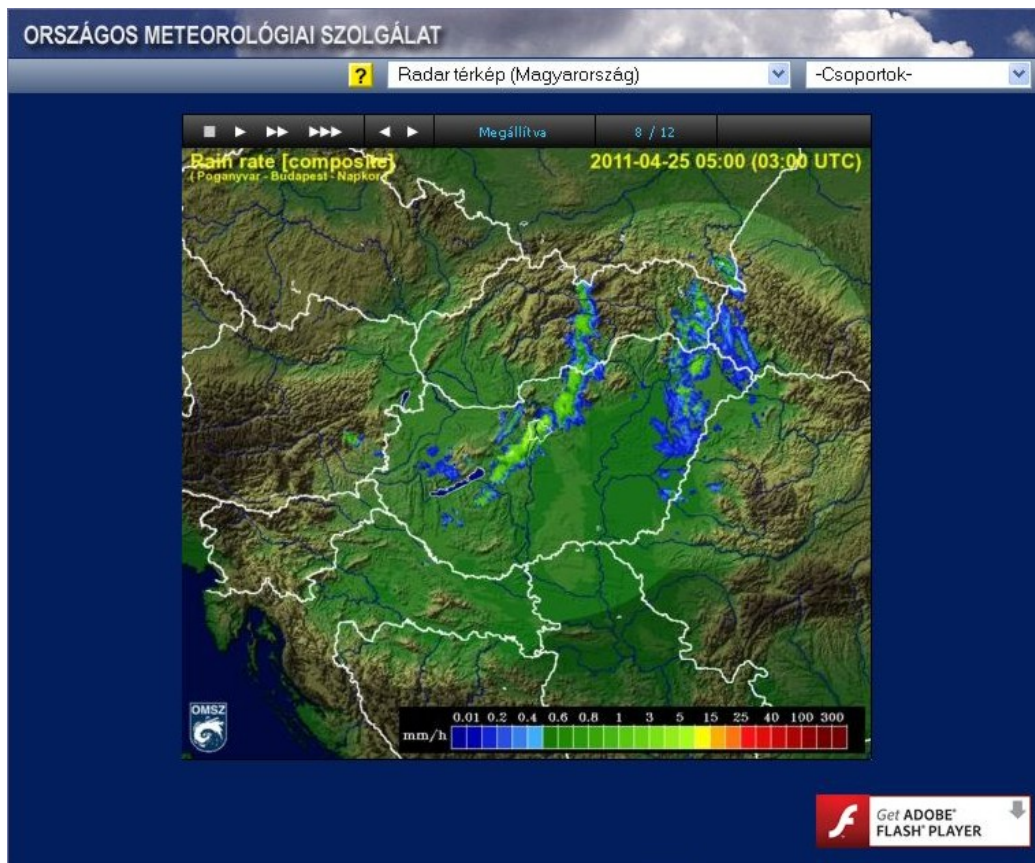 ORSZÁGOS METEOROLÓGIAI SZOLGÁLAT
? Radar térkép (Magyarország) -Csoportok-
Megállítva 8 / 12
Rain rate [composite] 2011-04-25 05:00 (03:00 UTC)
( Poganyvar - Budapest - Napkor )
OMSZ
0.01 0.2 0.4 0.6 0.8 1 3 5 15 25 40 100 300
mm/h
Get ADOBE®
FLASH® PLAYER